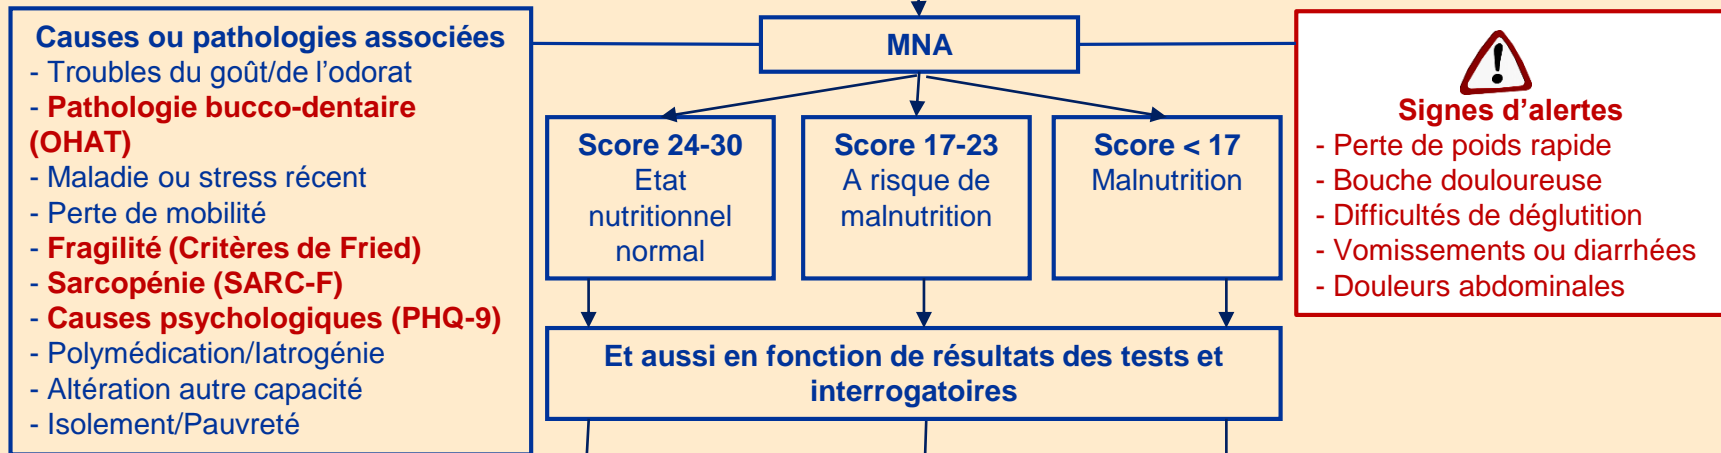 Causes ou pathologies associées
- Troubles du goût/de l’odorat
- Pathologie bucco-dentaire
(OHAT)
- Maladie ou stress récent
- Perte de mobilité
- Fragilité (Critères de Fried)
- Sarcopénie (SARC-F)
- Causes psychologiques (PHQ-9)
- Polymédication/Iatrogénie
- Altération autre capacité
- Isolement/Pauvreté
MNA
Score 24-30
Etat
nutritionnel
normal
Score 17-23
A risque de
malnutrition
Score < 17
Malnutrition
Et aussi en fonction de résultats des tests et
interrogatoires
!
Signes d’alertes
- Perte de poids rapide
- Bouche douloureuse
- Difficultés de déglutition
- Vomissements ou diarrhées
- Douleurs abdominales